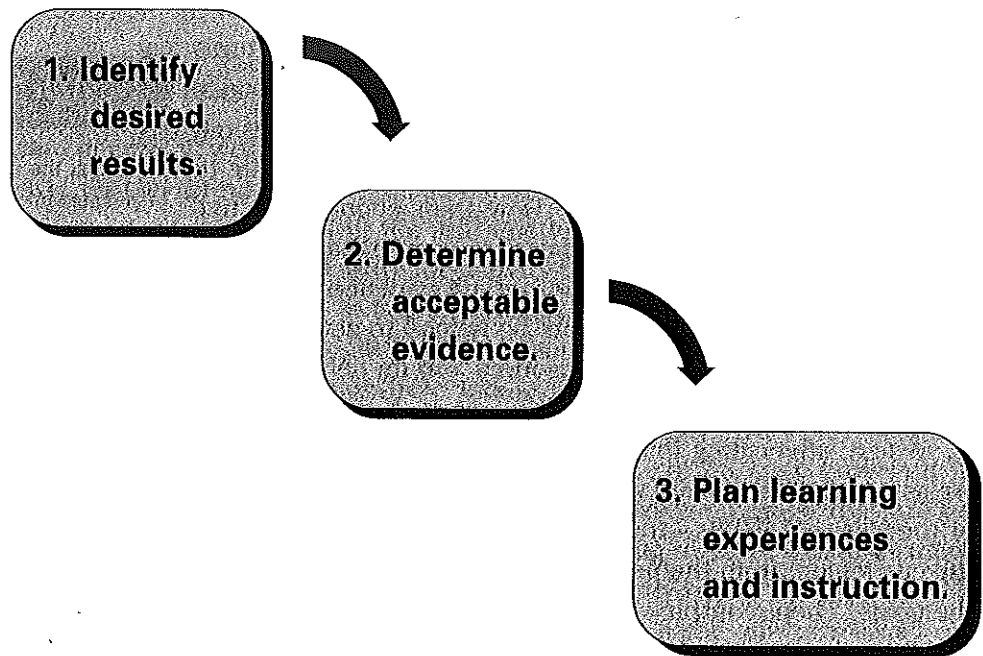 1. Identify
desired
results.
2. Determine
acceptable
evidence.
3. Plan learning
experiences
and instruction.